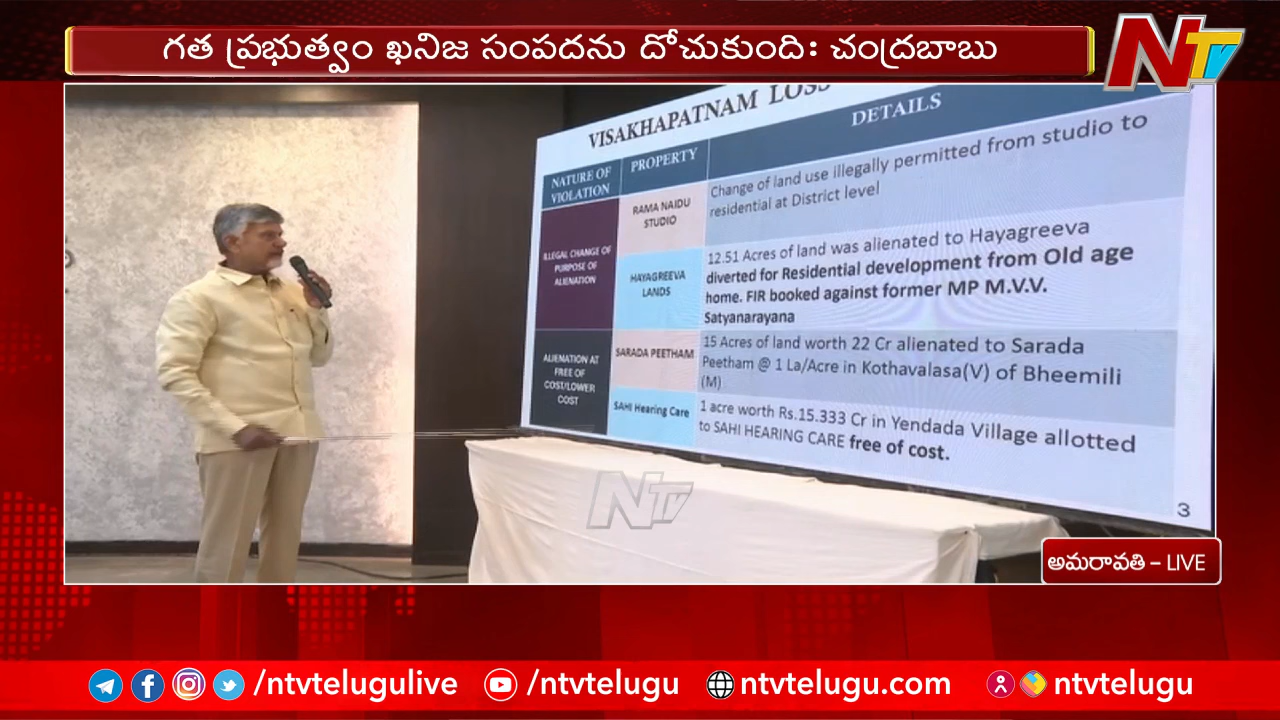 గత ప్రభుత్వం ఖనిజ సంపదను దోచుకుంది: చంద్రబాబు
NTV
VISAKHAPATNAM LOSS
NATURE OF
VIOLATION
PROPERTY
DETAILS
ILLEGAL CHANGE OF
PURPOSE OF
ALIENATION
RAMA NAIDU
STUDIO
Change of land use illegally permitted from studio to
residential at District level
HAYAGREEVA
LANDS
12.51 Acres of land was alienated to Hayagreeva
diverted for Residential development from Old age
home. FIR booked against former MP M.V.V.
Satyanarayana
ALIENATION AT
FREE OF
COST/LOWER
COST
SARADA PEETHAM
15 Acres of land worth 22 Cr alienated to Sarada
Peetham @ 1 La/Acre in Kothavalasa(V) of Bheemili
(M)
SAHI Hearing Care
1 acre worth Rs.15.333 Cr in Yendada Village allotted
to SAHI HEARING CARE free of cost.
3
NTV
అమరావతి – LIVE
/ntvtelugulive
/ntvtelugu
ntvtelugu.com
ntvtelugu